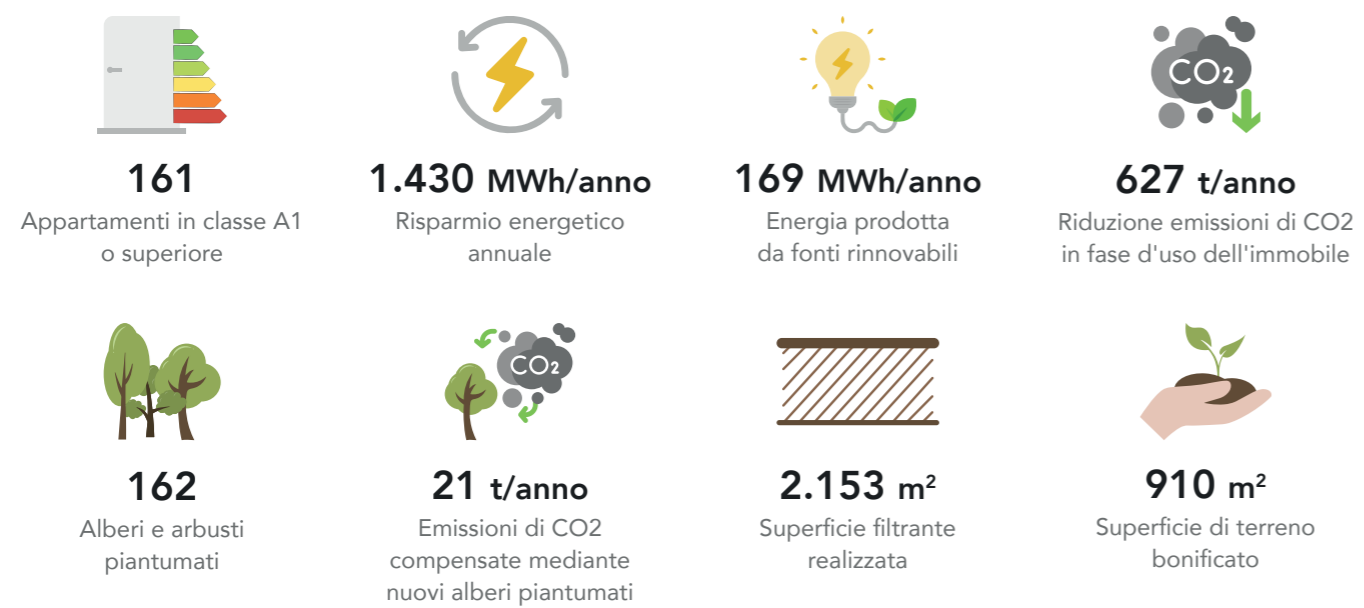 CO2
161
Appartamenti in classe A1
o superiore
1.430 MWh/anno
Risparmio energetico
annuale
169 MWh/anno
Energia prodotta
da fonti rinnovabili
627 t/anno
Riduzione emissioni di CO2
in fase d'uso dell'immobile
162
Alberi e arbusti
piantumati
CO2
21 t/anno
Emissioni di CO2
compensate mediante
nuovi alberi piantumati
2.153 m²
Superficie filtrante
realizzata
910 m²
Superficie di terreno
bonificato